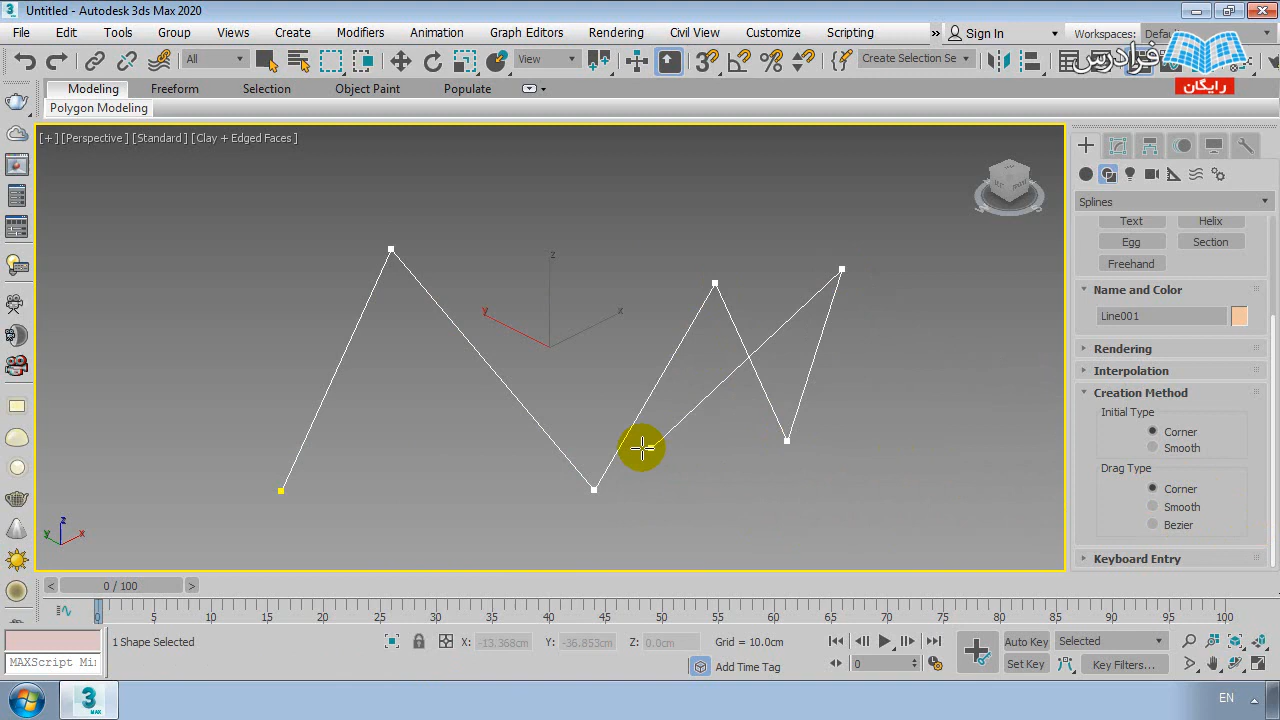 Untitled - Autodesk 3ds Max 2020
File Edit Tools Group Views Create Modifiers Animation Graph Editors Rendering Civil View Customize Scripting » Sign In Workspaces:
All View Create Selection Se
فرادرس
رایگان
Modeling Freeform Selection Object Paint Populate
Polygon Modeling
[+] [Perspective] [Standard] [Clay + Edged Faces]
Splines
Text Helix
Egg Section
Freehand
Name and Color
Line001
Rendering
Interpolation
Creation Method
Initial Type
Corner
Smooth
Drag Type
Corner
Smooth
Bezier
Keyboard Entry
z
y x
z
y x
< 0 / 100 >
0 5 10 15 20 25 30 35 40 45 50 55 60 65 70 75 80 85 90 95 100
1 Shape Selected X: -13.368cm Y: -36.853cm Z: 0.0cm Grid = 10.0cm Auto Key Selected
MAXScript Mi Add Time Tag 0 Set Key Key Filters...
3 MAX EN